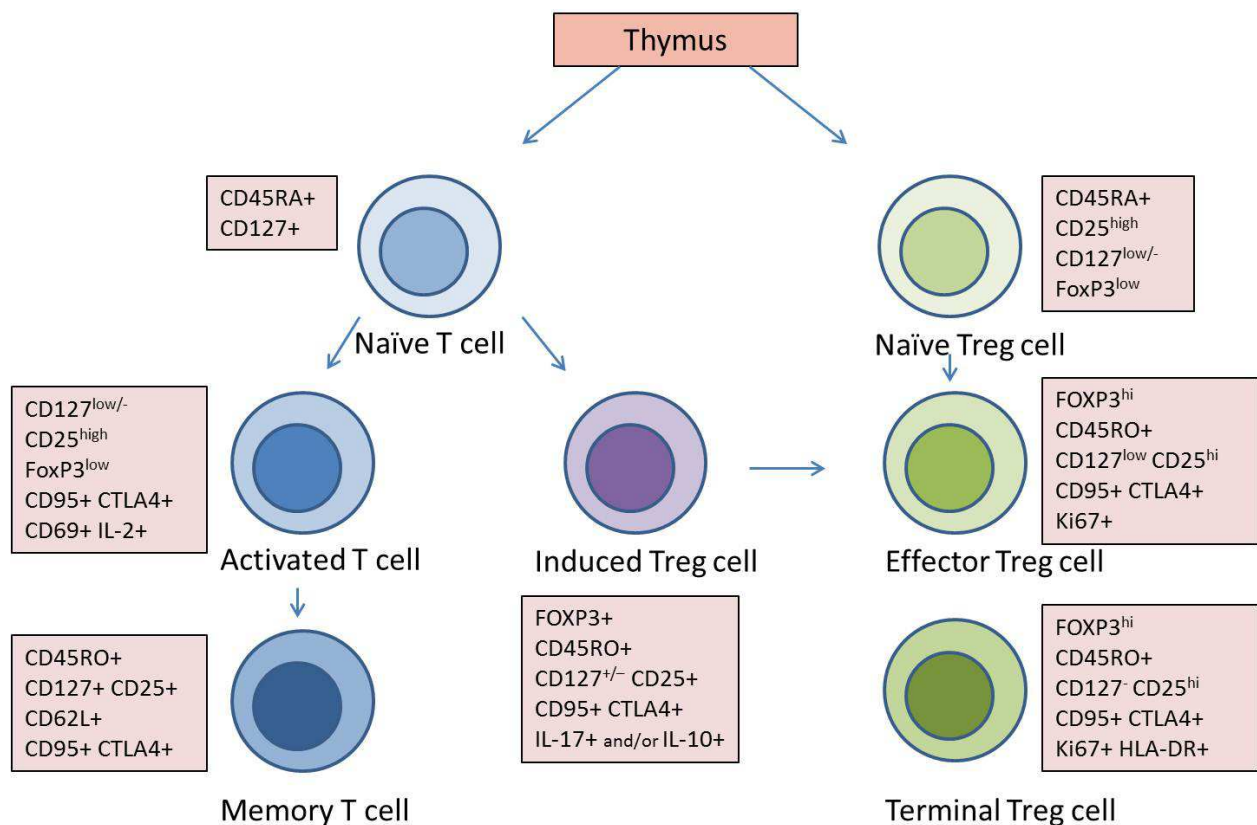 Thymus
CD45RA+
CD127+
Naïve T cell
CD45RA+
CD25high
CD127low/-
FoxP3low
Naïve Treg cell
CD127low/-
CD25high
FoxP3low
CD95+ CTLA4+
CD69+ IL-2+
Activated T cell
Induced Treg cell
FOXP3hi
CD45RO+
CD127low CD25hi
CD95+ CTLA4+
Ki67+
Effector Treg cell
CD45RO+
CD127+ CD25+
CD62L+
CD95+ CTLA4+
Memory T cell
FOXP3+
CD45RO+
CD127+/– CD25+
CD95+ CTLA4+
IL-17+ and/or IL-10+
FOXP3hi
CD45RO+
CD127- CD25hi
CD95+ CTLA4+
Ki67+ HLA-DR+
Terminal Treg cell